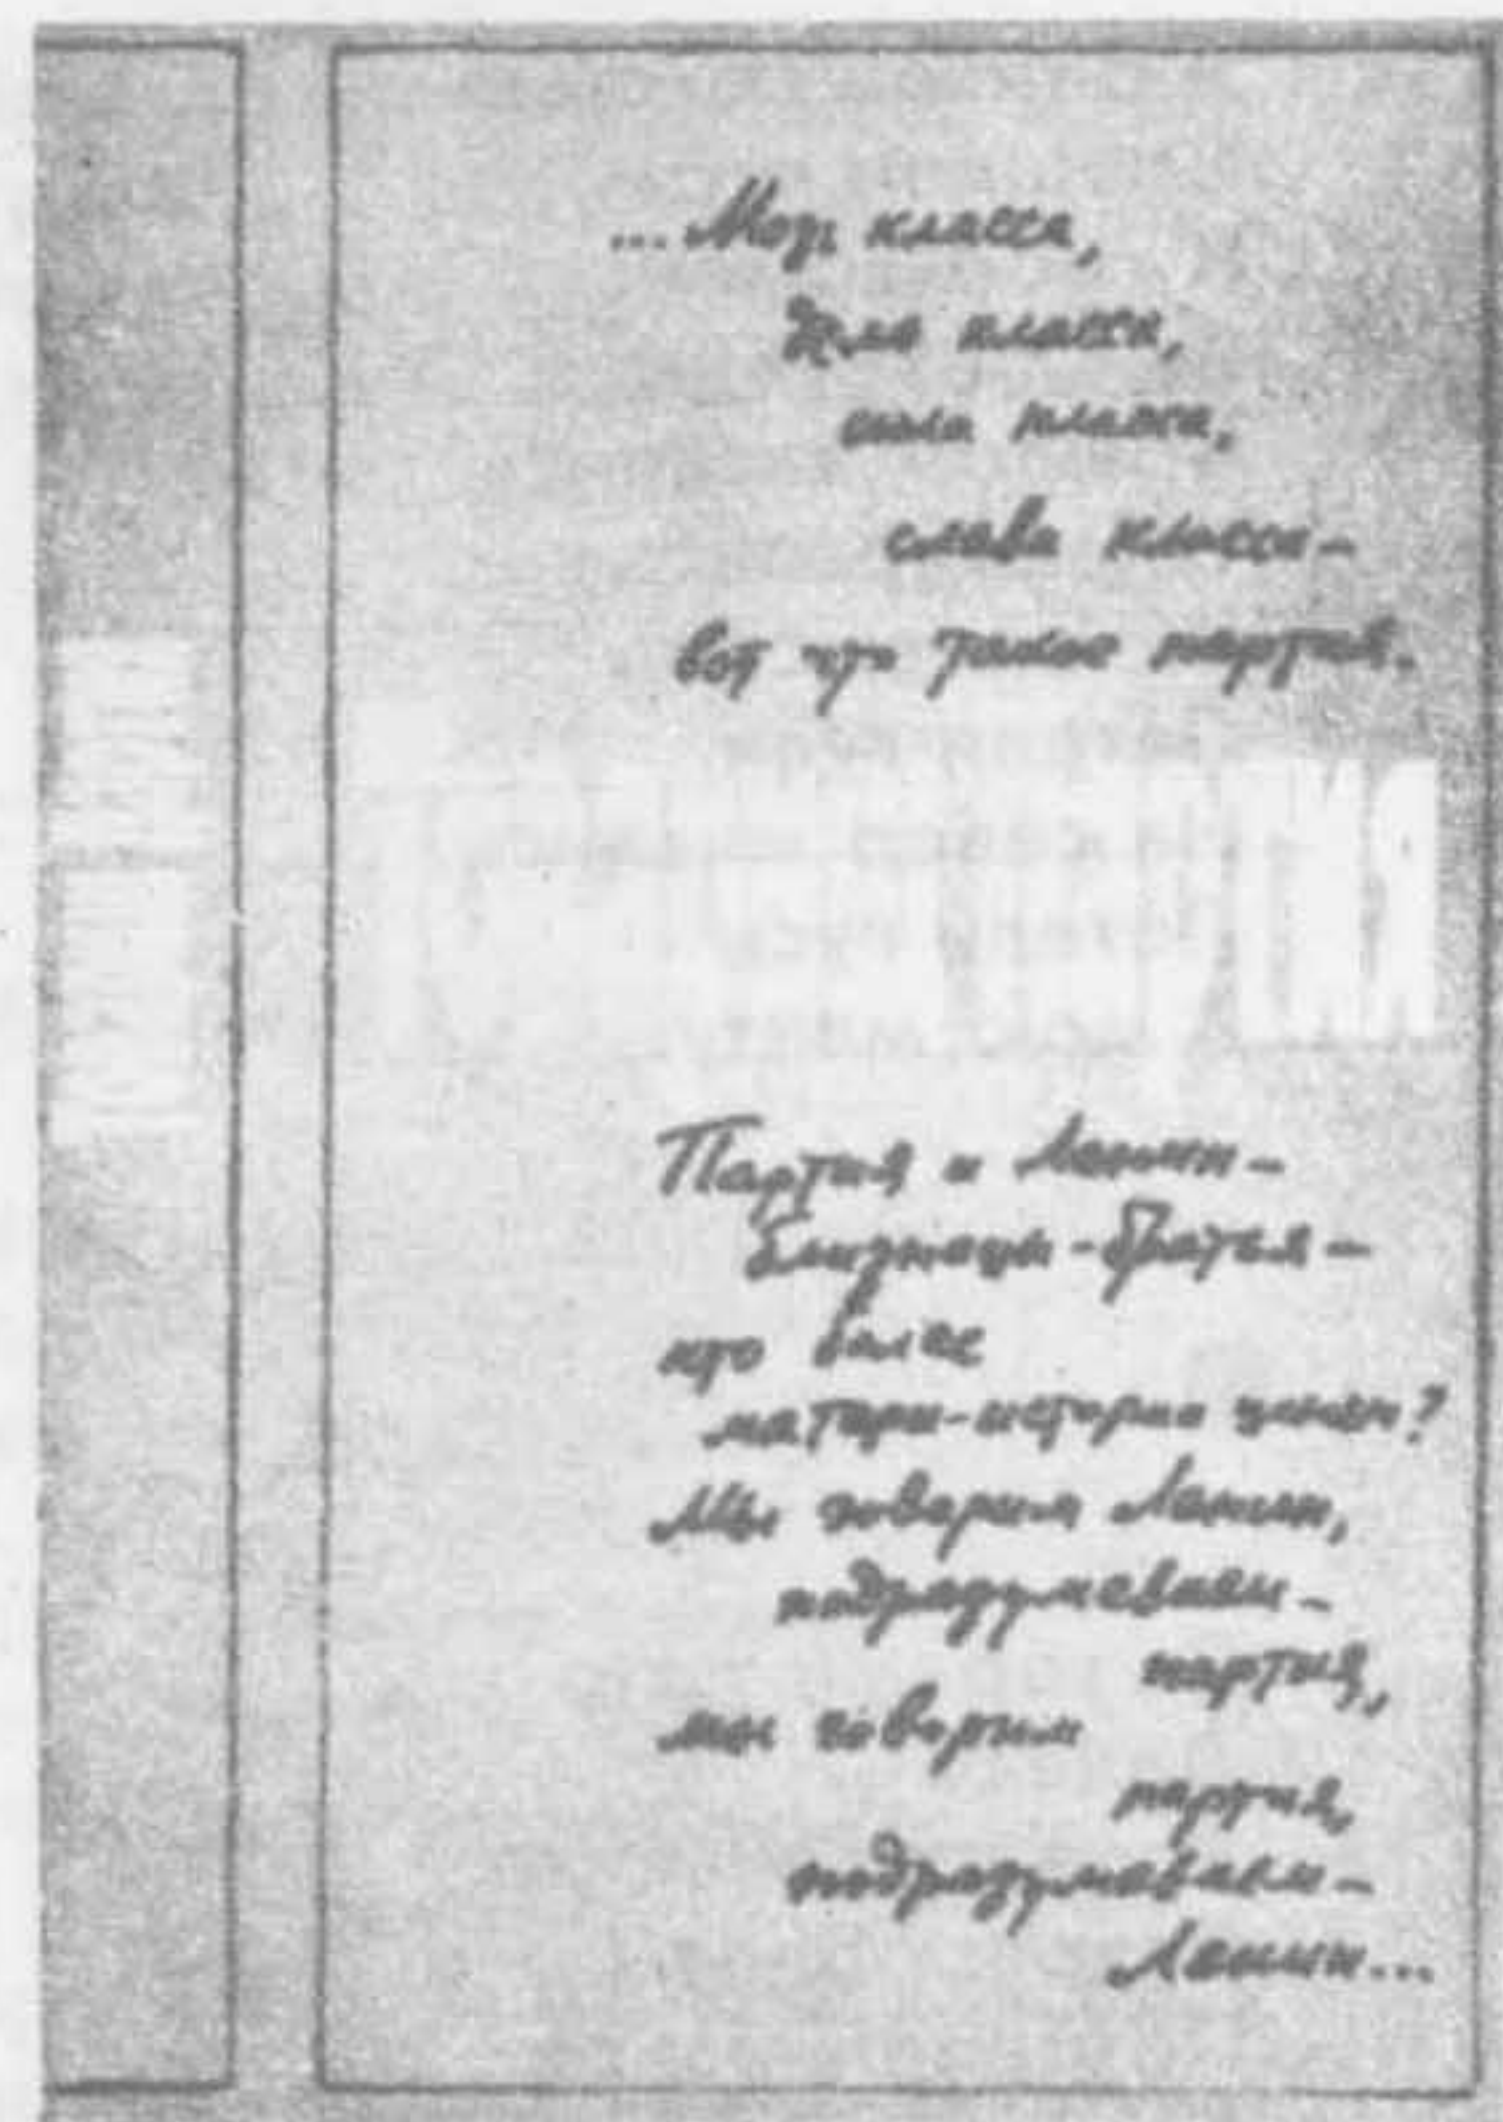 ...Мозг класса,
дело класса,
сила класса,
слава класса –
вот что такое партия.
Партия и Ленин –
близнецы-братья –
кто более
матери-истории ценен?
Мы говорим Ленин,
подразумеваем –
партия,
мы говорим
партия,
подразумеваем –
Ленин...